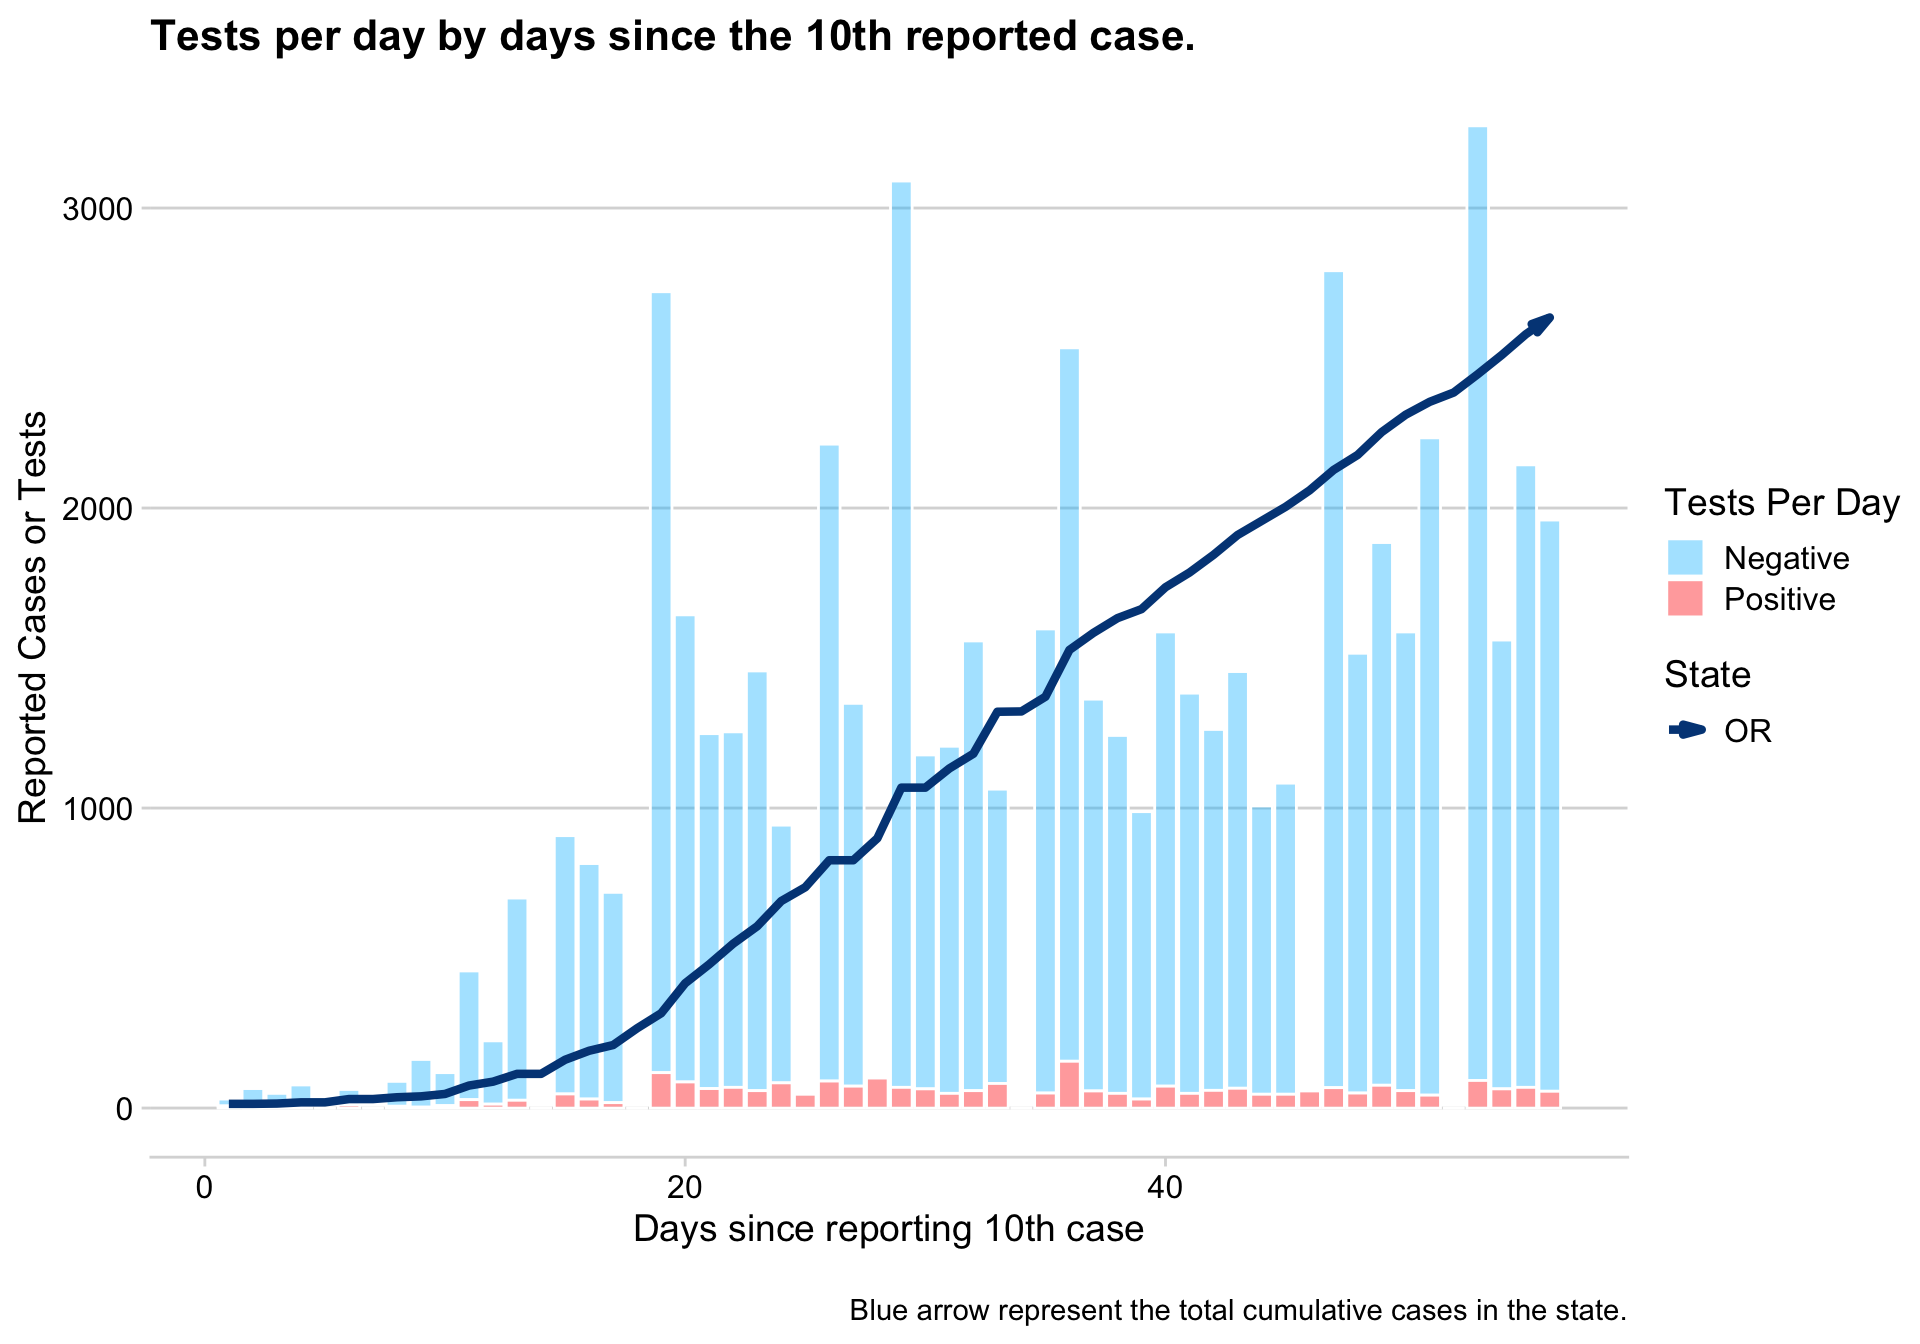 Tests per day by days since the 10th reported case.
Reported Cases or Tests
3000
2000
1000
0
0
20
40
Days since reporting 10th case
Tests Per Day
Negative
Positive
State
OR
Blue arrow represent the total cumulative cases in the state.